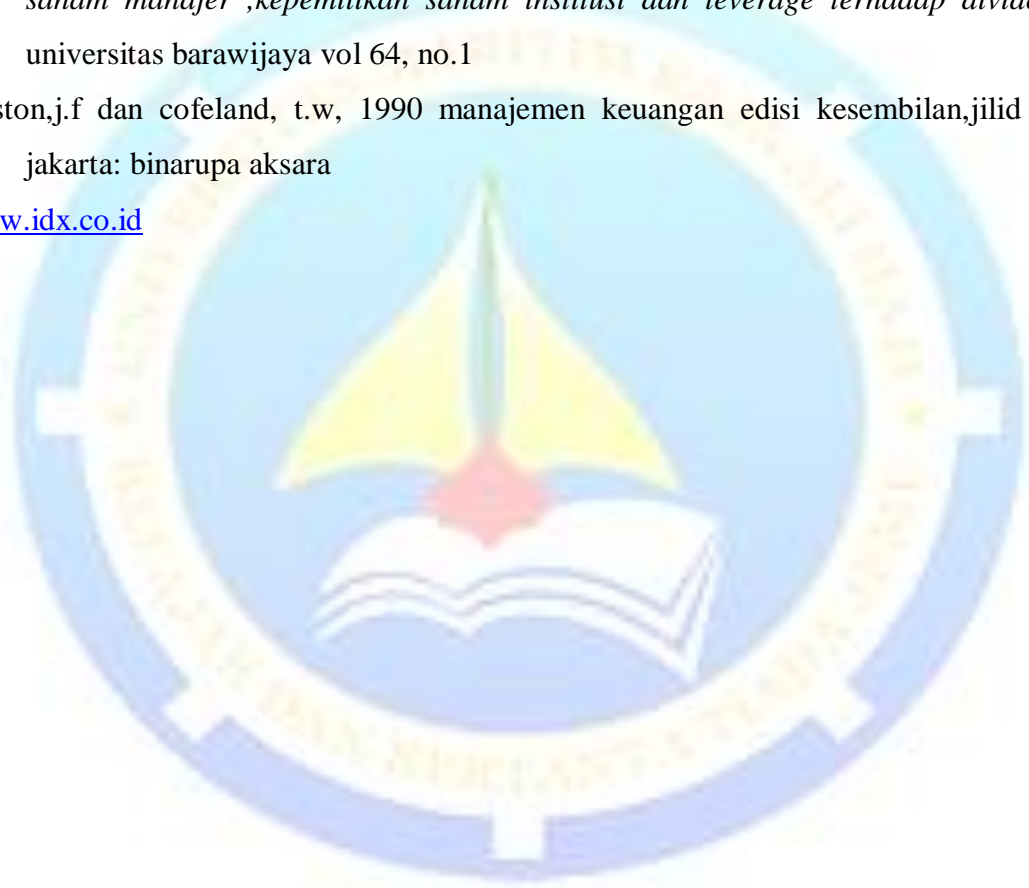 saham manajer ,kepemilikan saham institusi dan leverage terhadap
universitas barawijaya vol 64, no.1
ston,j.f dan cofeland, t.w, 1990 manajemen keuangan edisi kesembilan,jilid
jakarta: binarupa aksara
w.idx.co.id